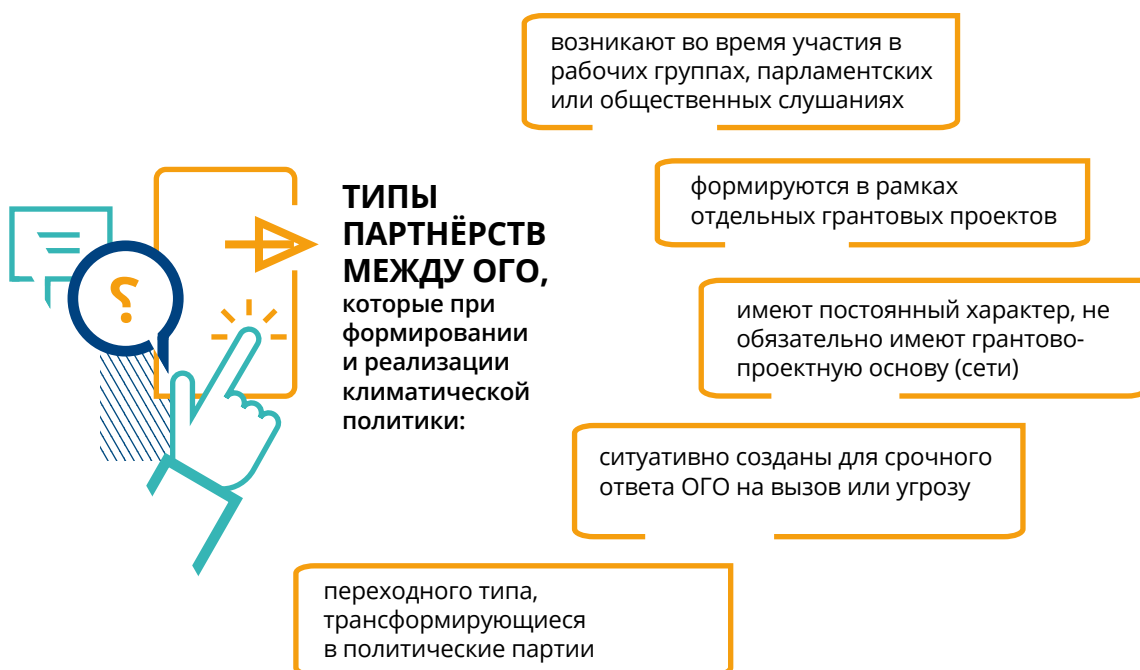 возникают во время участия в
рабочих группах, парламентских
или общественных слушаниях
формируются в рамках
отдельных грантовых проектов
ТИПЫ
ПАРТНЁРСТВ
МЕЖДУ ОГО,
которые при
формировании
и реализации
климатической
политики:
имеют постоянный характер, не
обязательно имеют грантово-
проектную основу (сети)
ситуативно созданы для срочного
ответа ОГО на вызов или угрозу
переходного типа,
трансформирующиеся
в политические партии